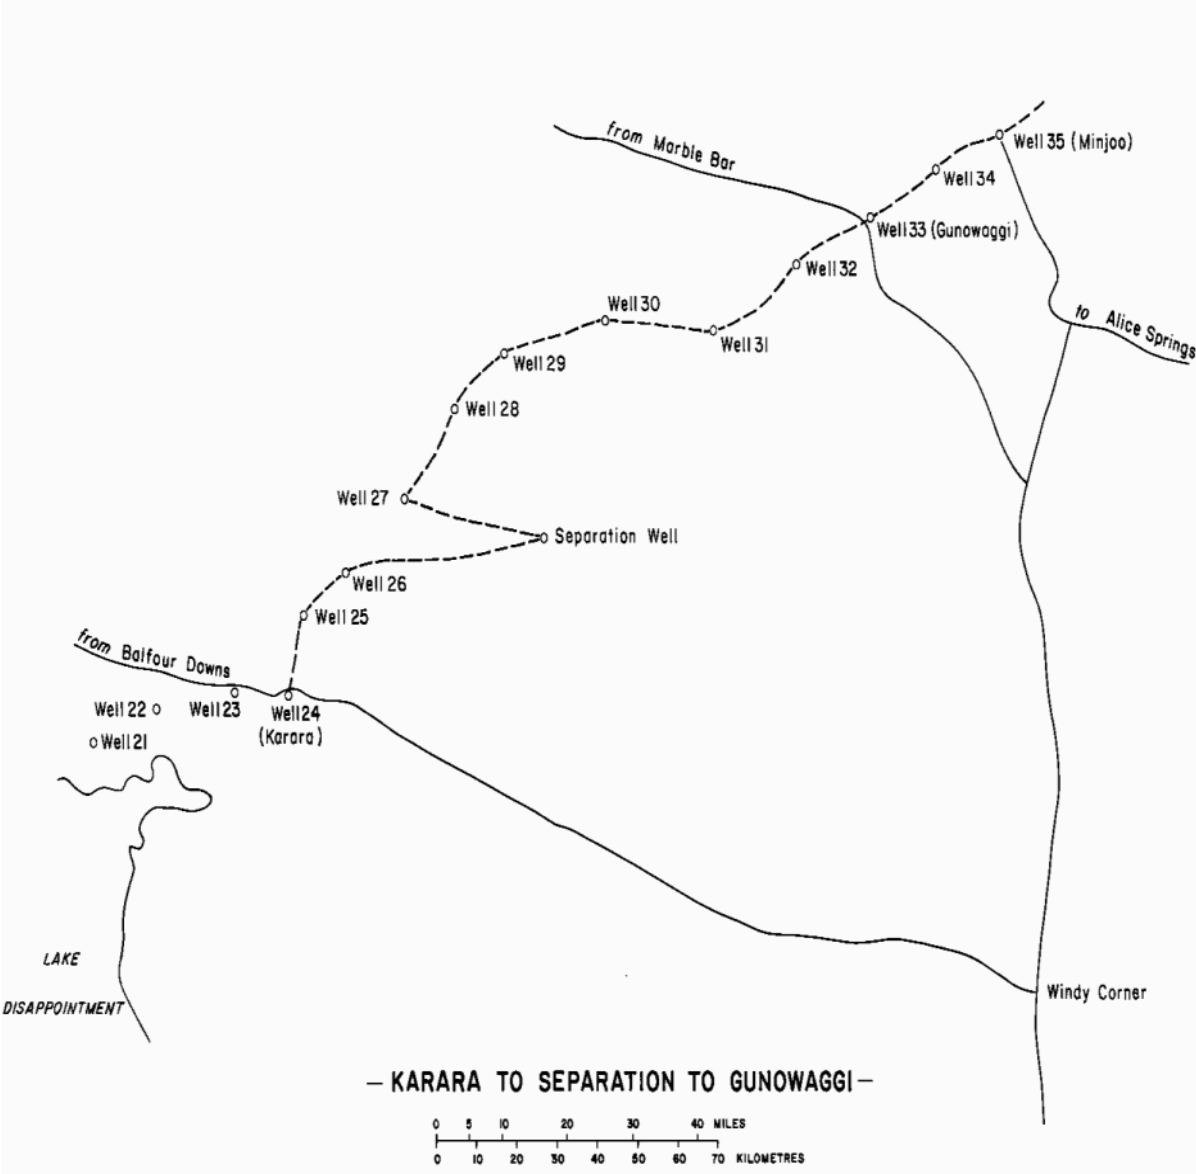 from Marble Bar
Well 35 (Minjoo)
Well 34
Well 33 (Gunowaggi)
Well 32
Well 30
to Alice Springs
Well 31
Well 29
Well 28
Well 27
Separation Well
Well 26
Well 25
from Balfour Downs
Well 22
Well 23
Well 24
(Karara)
Well 21
LAKE
DISAPPOINTMENT
Windy Corner
– KARARA TO SEPARATION TO GUNOWAGGI –
0 5 10 20 30 40 MILES
0 10 20 30 40 50 60 70 KILOMETRES